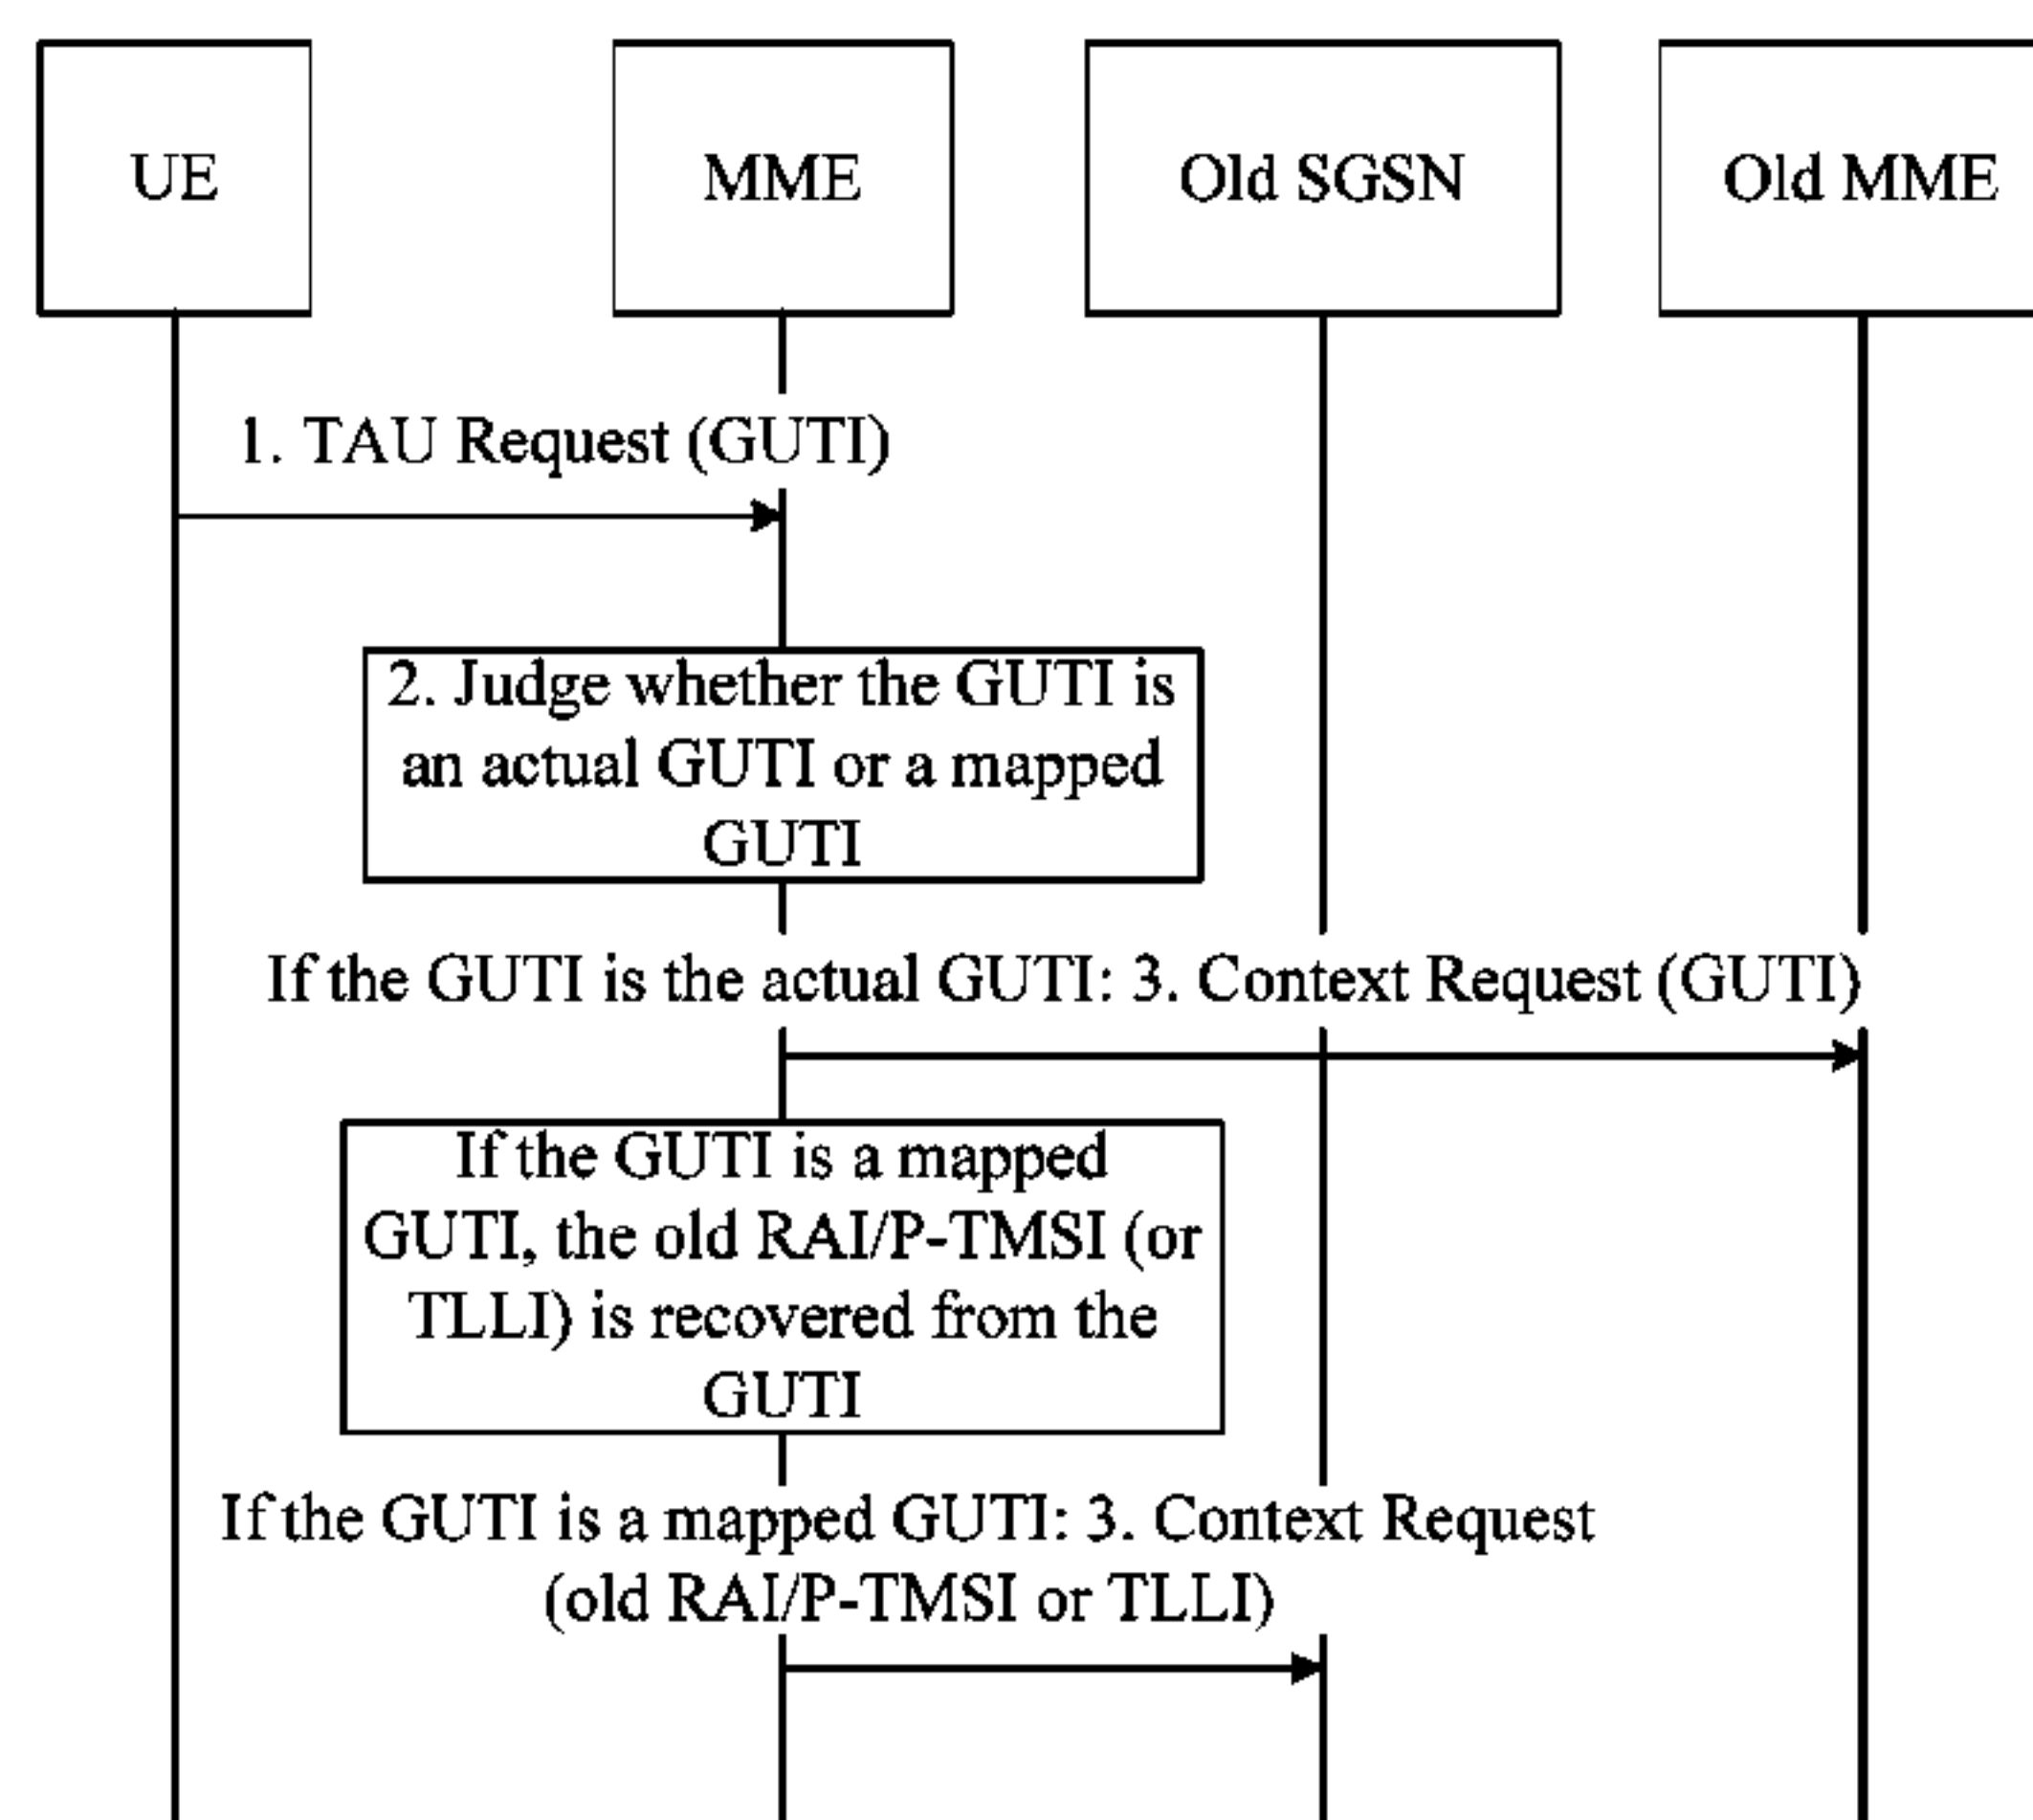 UE
MME
Old SGSN
Old MME
1. TAU Request (GUTI)
2. Judge whether the GUTI is
an actual GUTI or a mapped
GUTI
If the GUTI is the actual GUTI: 3. Context Request (GUTI)
If the GUTI is a mapped
GUTI, the old RAI/P-TMSI (or
TLLI) is recovered from the
GUTI
If the GUTI is a mapped GUTI: 3. Context Request
(old RAI/P-TMSI or TLLI)